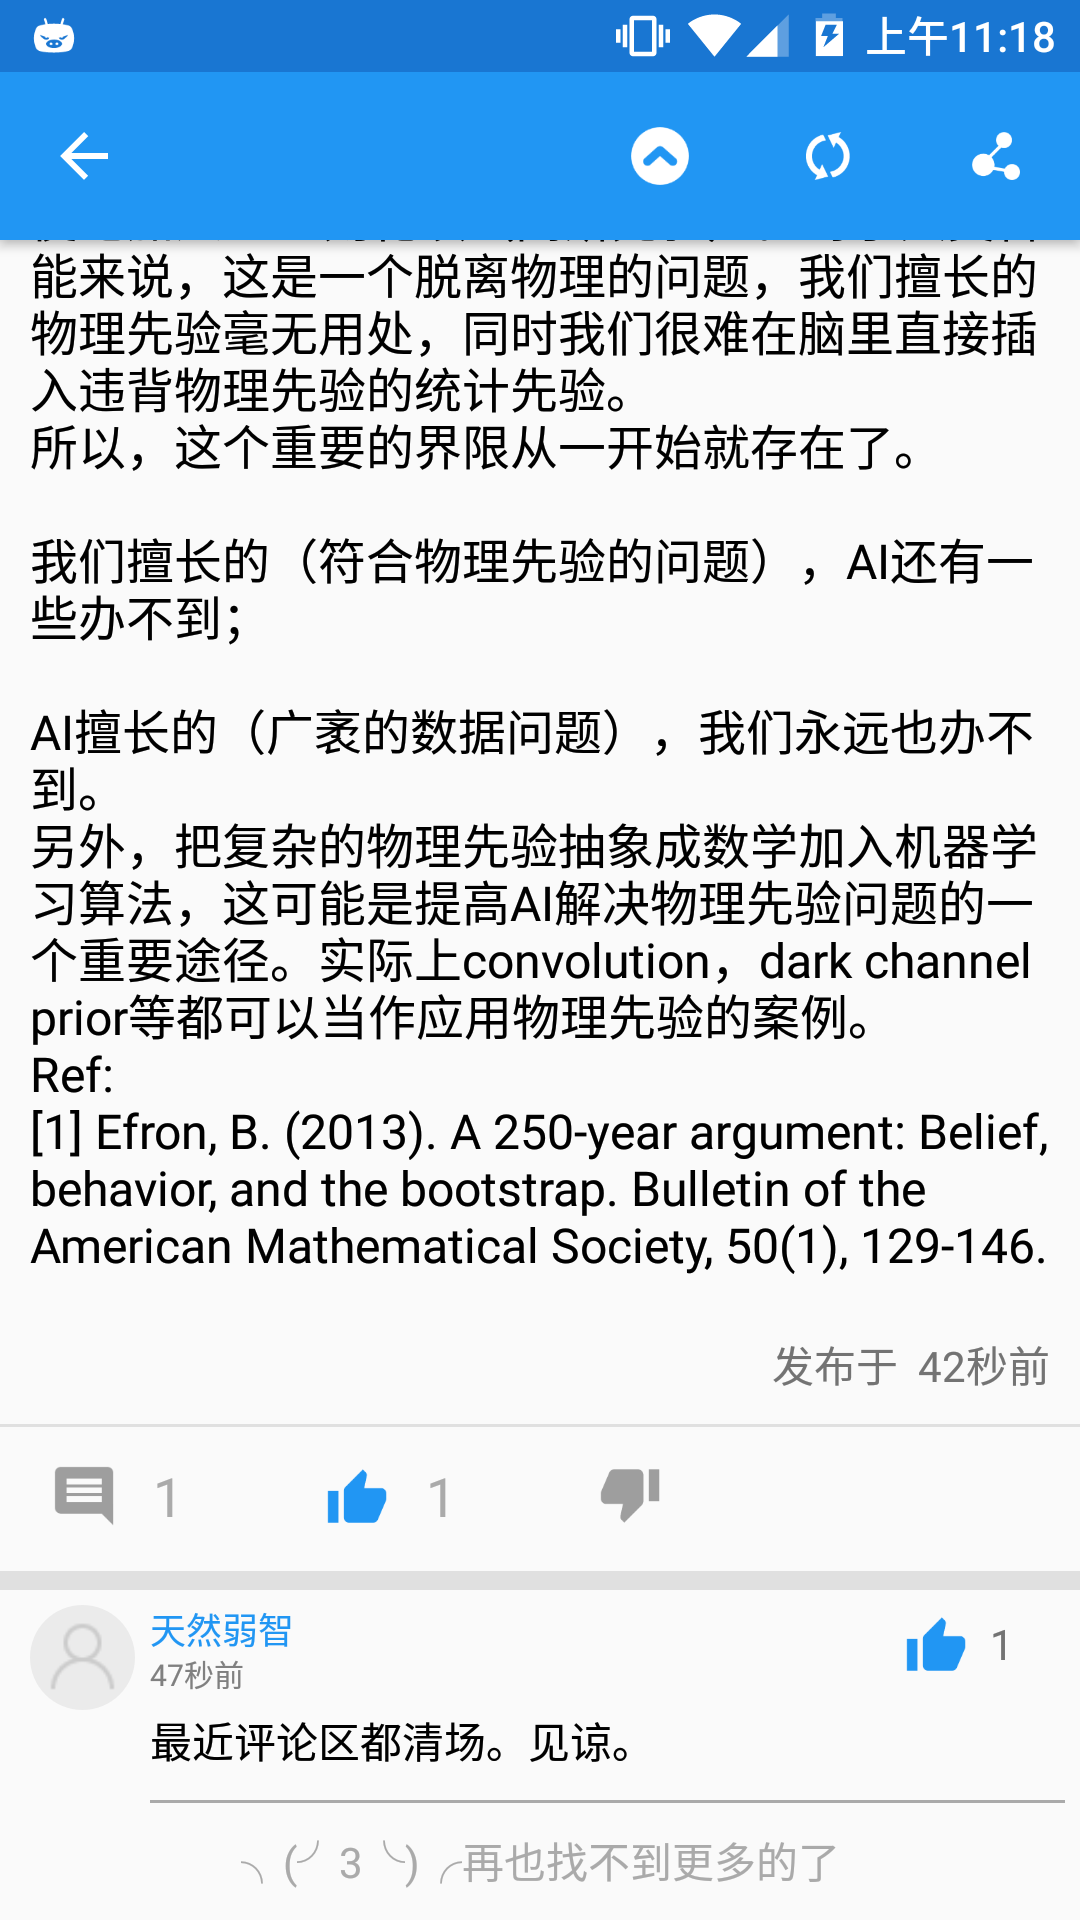 上午11:18
能来说，这是一个脱离物理的问题，我们擅长的
物理先验毫无用处，同时我们很难在脑里直接插
入违背物理先验的统计先验。
所以，这个重要的界限从一开始就存在了。
我们擅长的（符合物理先验的问题），AI还有一
些办不到；
AI擅长的（广袤的数据问题），我们永远也办不
到。
另外，把复杂的物理先验抽象成数学加入机器学
习算法，这可能是提高AI解决物理先验问题的一
个重要途径。实际上convolution，dark channel
prior等都可以当作应用物理先验的案例。
Ref:
[1] Efron, B. (2013). A 250-year argument: Belief,
behavior, and the bootstrap. Bulletin of the
American Mathematical Society, 50(1), 129-146.
发布于 42秒前
1 1
天然弱智 1
47秒前
最近评论区都清场。见谅。
╮(╯3╰)╭再也找不到更多的了